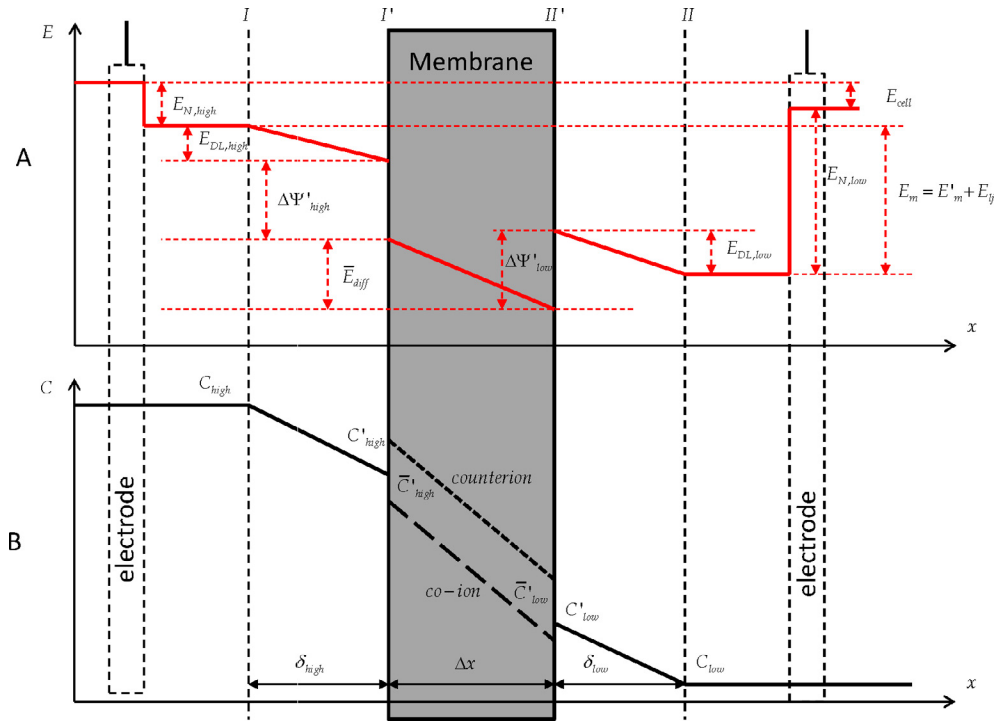 I
I'
II'
II
E
Membrane
E_{N,high}
E_{cell}
E_{DL,high}
A
ΔΨ'_{high}
E_{N,low}
E_m = E'_m + E_{lj}
E_{DL,low}
ΔΨ'_{low}
E̅_{diff}
x
C
C_{high}
C'_{high}
counterion
C̅'_{high}
electrode
electrode
B
co-ion
C̅'_{low}
C'_{low}
δ_{high}
Δx
δ_{low}
C_{low}
x